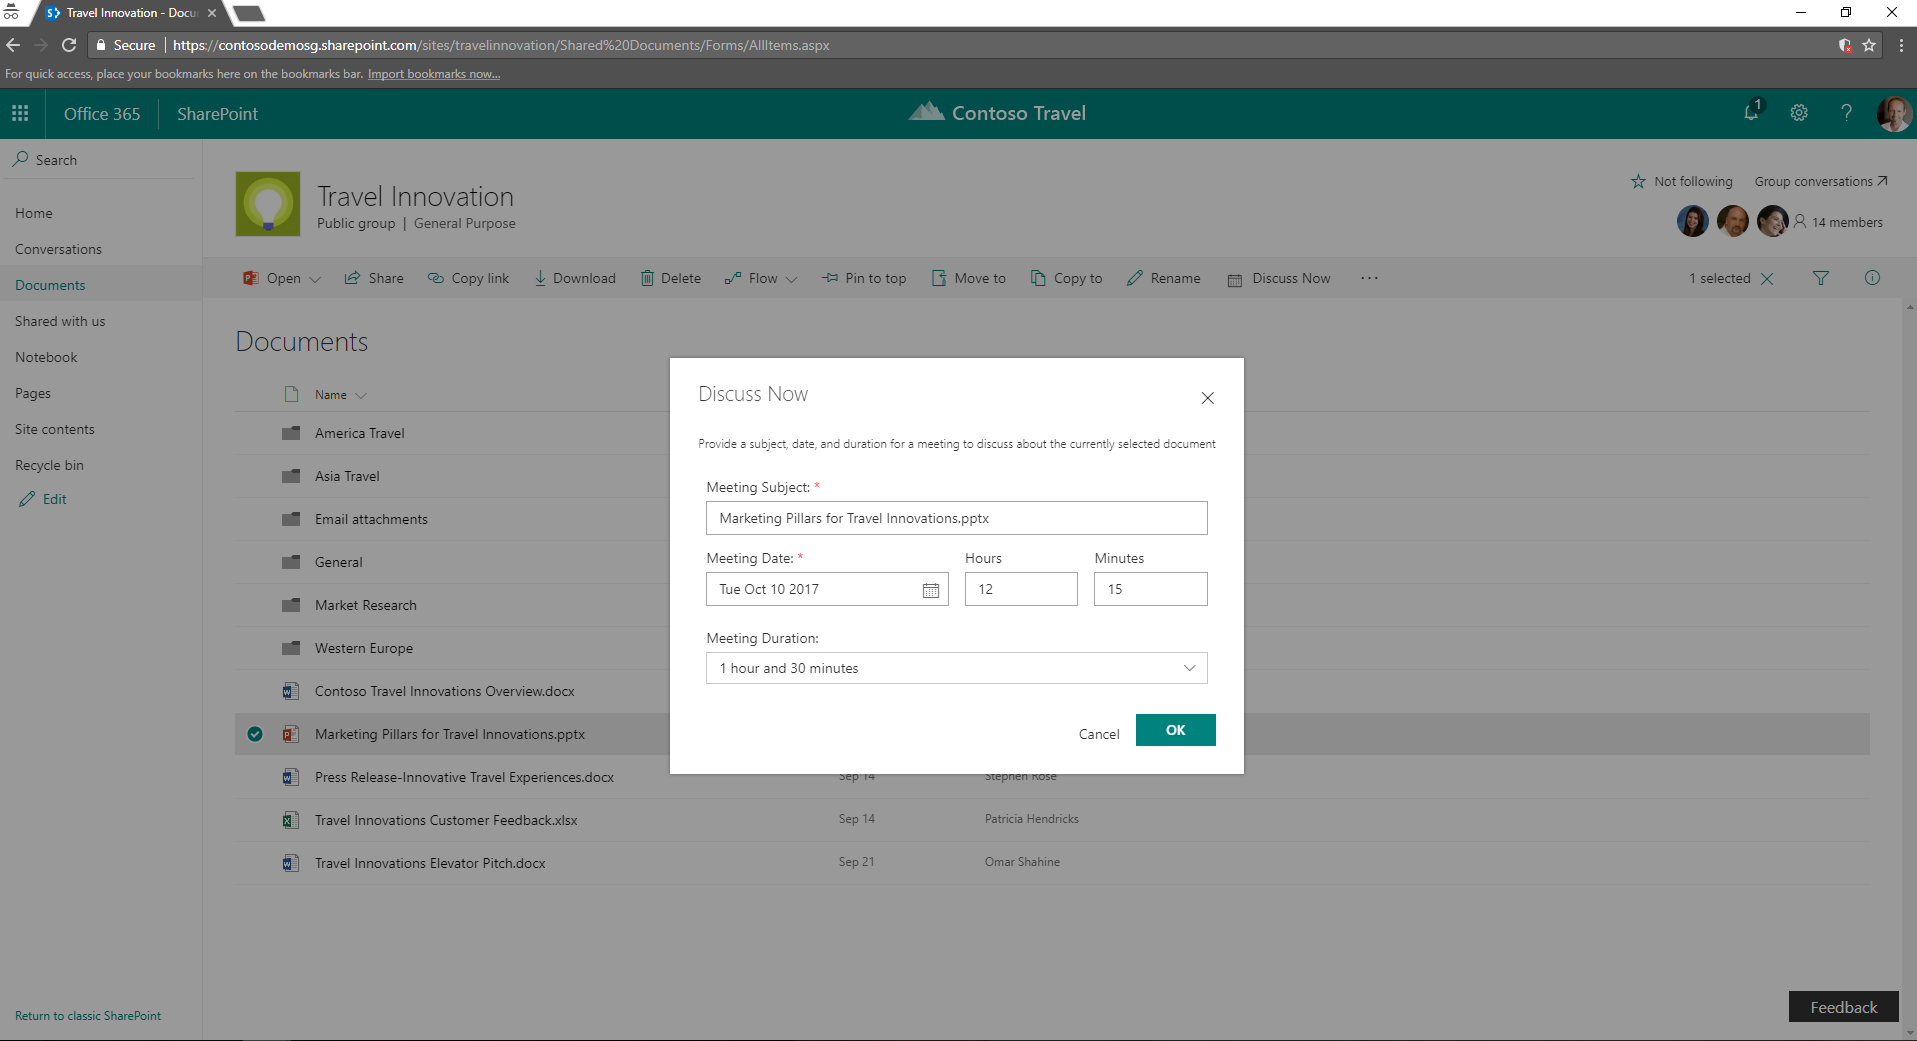 Travel Innovation - Docu
Secure https://contosodemosg.sharepoint.com/sites/travelinnovation/Shared%20Documents/Forms/AllItems.aspx
For quick access, place your bookmarks here on the bookmarks bar. Import bookmarks now...
Office 365 SharePoint Contoso Travel 1 ?
Search
Travel Innovation
Public group | General Purpose
Not following Group conversations
14 members
Home
Conversations
Documents
Shared with us
Notebook
Pages
Site contents
Recycle bin
Edit
Return to classic SharePoint
Open Share Copy link Download Delete Flow Pin to top Move to Copy to Rename Discuss Now ... 1 selected
Documents
Name
America Travel
Asia Travel
Email attachments
General
Market Research
Western Europe
Contoso Travel Innovations Overview.docx
Marketing Pillars for Travel Innovations.pptx
Press Release-Innovative Travel Experiences.docx Sep 14 Stephen Rose
Travel Innovations Customer Feedback.xlsx Sep 14 Patricia Hendricks
Travel Innovations Elevator Pitch.docx Sep 21 Omar Shahine
Discuss Now
Provide a subject, date, and duration for a meeting to discuss about the currently selected document
Meeting Subject: *
Marketing Pillars for Travel Innovations.pptx
Meeting Date: * Hours Minutes
Tue Oct 10 2017 12 15
Meeting Duration:
1 hour and 30 minutes
Cancel OK
Feedback